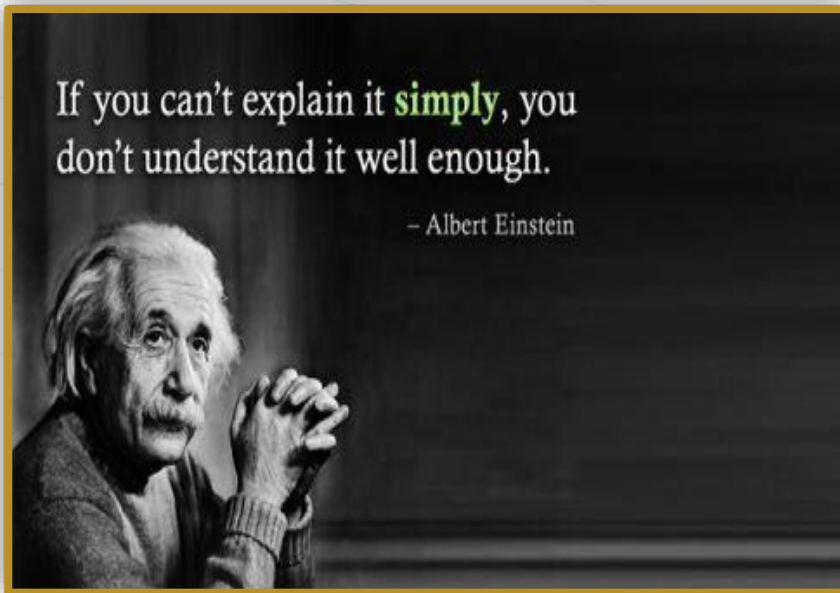 If you can't explain it simply, you
don't understand it well enough.
– Albert Einstein